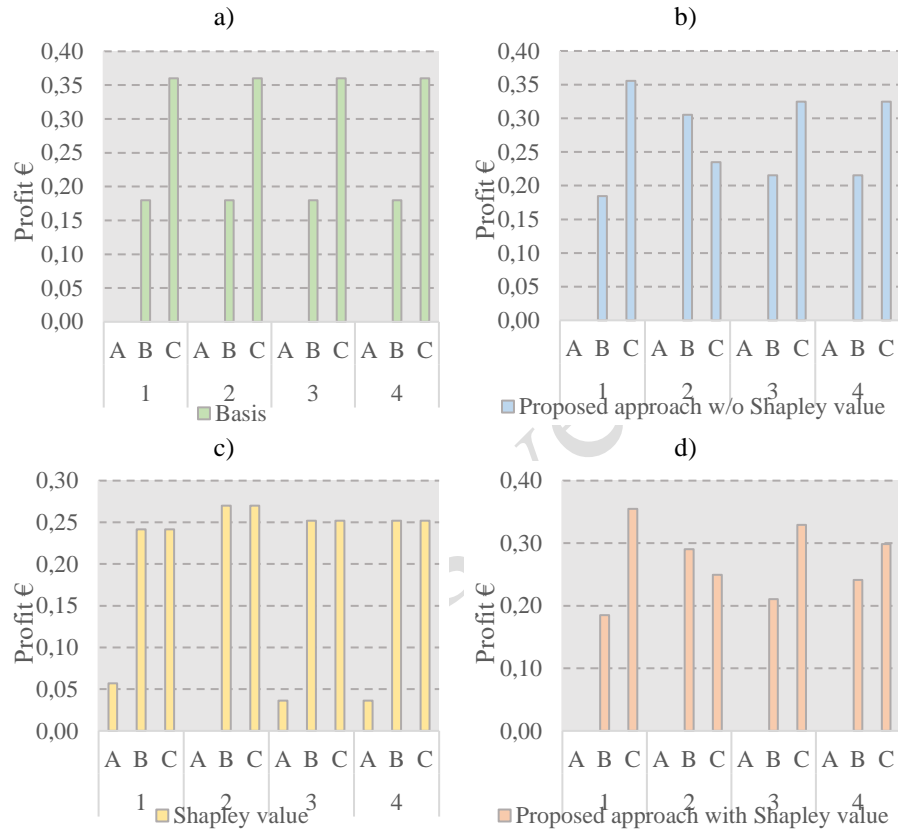 a)
Profit €
0,40
0,35
0,30
0,25
0,20
0,15
0,10
0,05
0,00
A B C A B C A B C A B C
1 2 3 4
Basis
b)
Profit €
0,40
0,35
0,30
0,25
0,20
0,15
0,10
0,05
0,00
A B C A B C A B C A B C
1 2 3 4
Proposed approach w/o Shapley value
c)
Profit €
0,30
0,25
0,20
0,15
0,10
0,05
0,00
A B C A B C A B C A B C
1 2 3 4
Shapley value
d)
Profit €
0,40
0,30
0,20
0,10
0,00
A B C A B C A B C A B C
1 2 3 4
Proposed approach with Shapley value